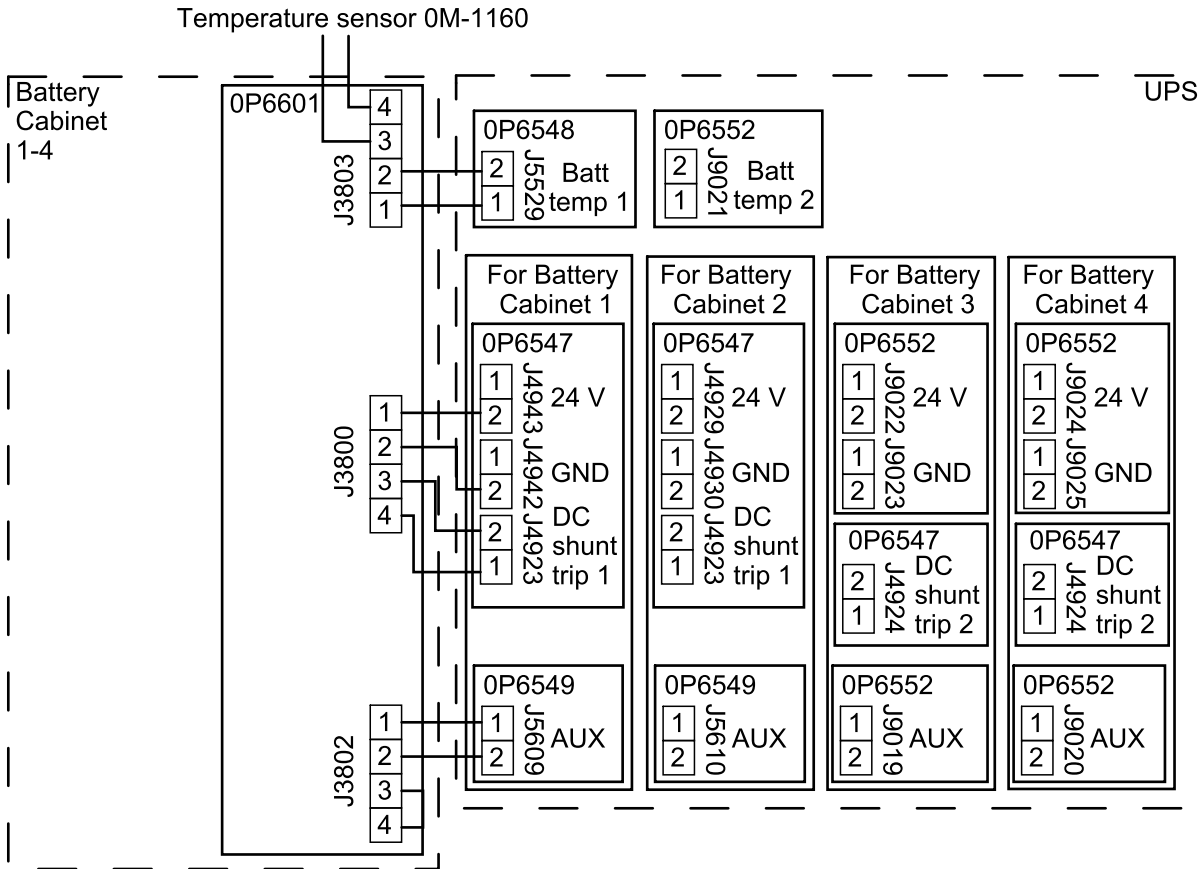 Temperature sensor 0M-1160
Battery
Cabinet
1-4
0P6601
J3803
4
3
2
1
J3800
1
2
3
4
J3802
1
2
3
4
UPS
0P6548
2
1
J5529
Batt
temp 1
0P6552
2
1
J9021
Batt
temp 2
For Battery
Cabinet 1
0P6547
1
2
J4943
24 V
1
2
J4942
GND
2
1
J4923
DC
shunt
trip 1
0P6549
1
2
J5609
AUX
For Battery
Cabinet 2
0P6547
1
2
J4929
24 V
1
2
J4930
GND
2
1
J4923
DC
shunt
trip 1
0P6549
1
2
J5610
AUX
For Battery
Cabinet 3
0P6552
1
2
J9022
24 V
1
2
J9023
GND
0P6547
2
1
J4924
DC
shunt
trip 2
0P6552
1
2
J9019
AUX
For Battery
Cabinet 4
0P6552
1
2
J9024
24 V
1
2
J9025
GND
0P6547
2
1
J4924
DC
shunt
trip 2
0P6552
1
2
J9020
AUX